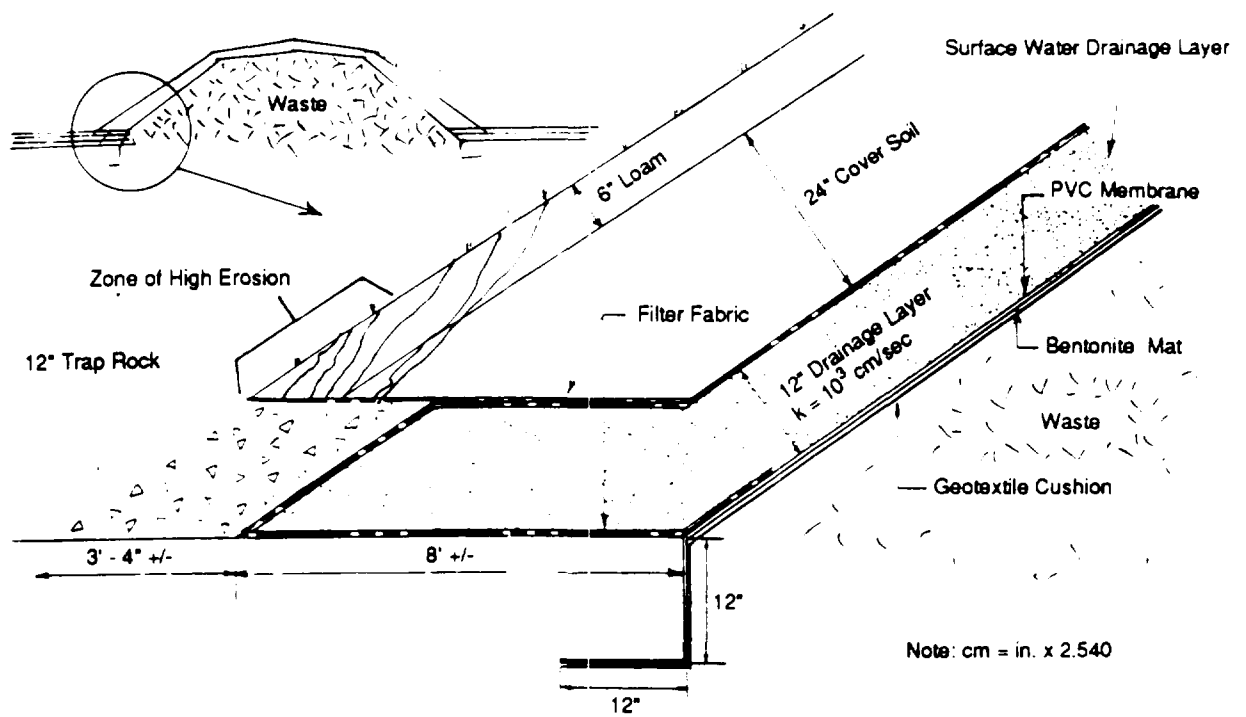 Surface Water Drainage Layer
Waste
6" Loam
24" Cover Soil
PVC Membrane
Zone of High Erosion
Filter Fabric
12" Drainage Layer
k = 10³ cm/sec
12" Trap Rock
Bentonite Mat
Waste
Geotextile Cushion
3' - 4" +/-
8' +/-
12"
Note: cm = in. x 2.540
12"